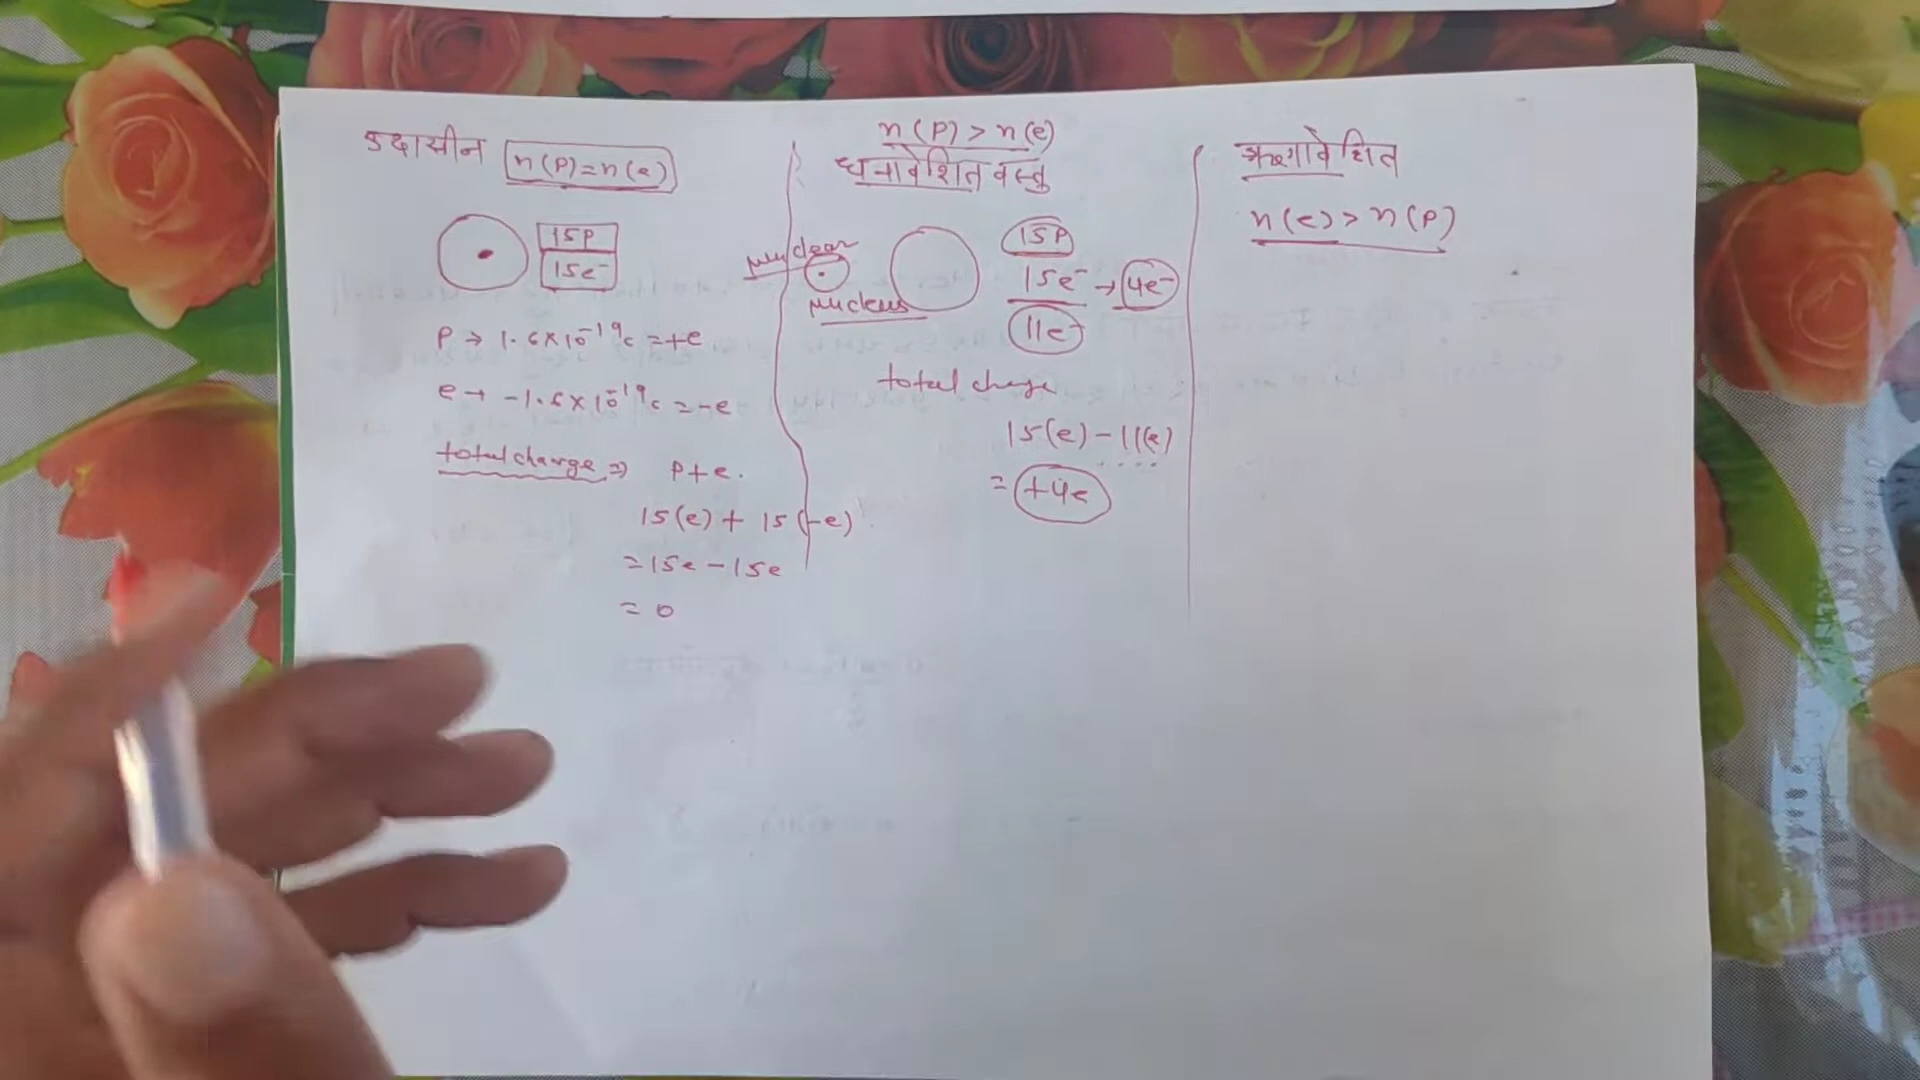 उदासीन n(P)=n(e)
15P
15e⁻
P → 1.6×10⁻¹⁹c = +e
e → -1.6×10⁻¹⁹c = -e
total charge ⇒ P+e.
15(e) + 15(-e)
= 15e - 15e
= 0
n(P) > n(e)
धनावेशित वस्तु
nuclear
nucleus
15P
15e⁻ → 4e⁻
11e⁻
total charge
15(e) - 11(e)
= +4e
ऋणावेशित
n(e) > n(P)